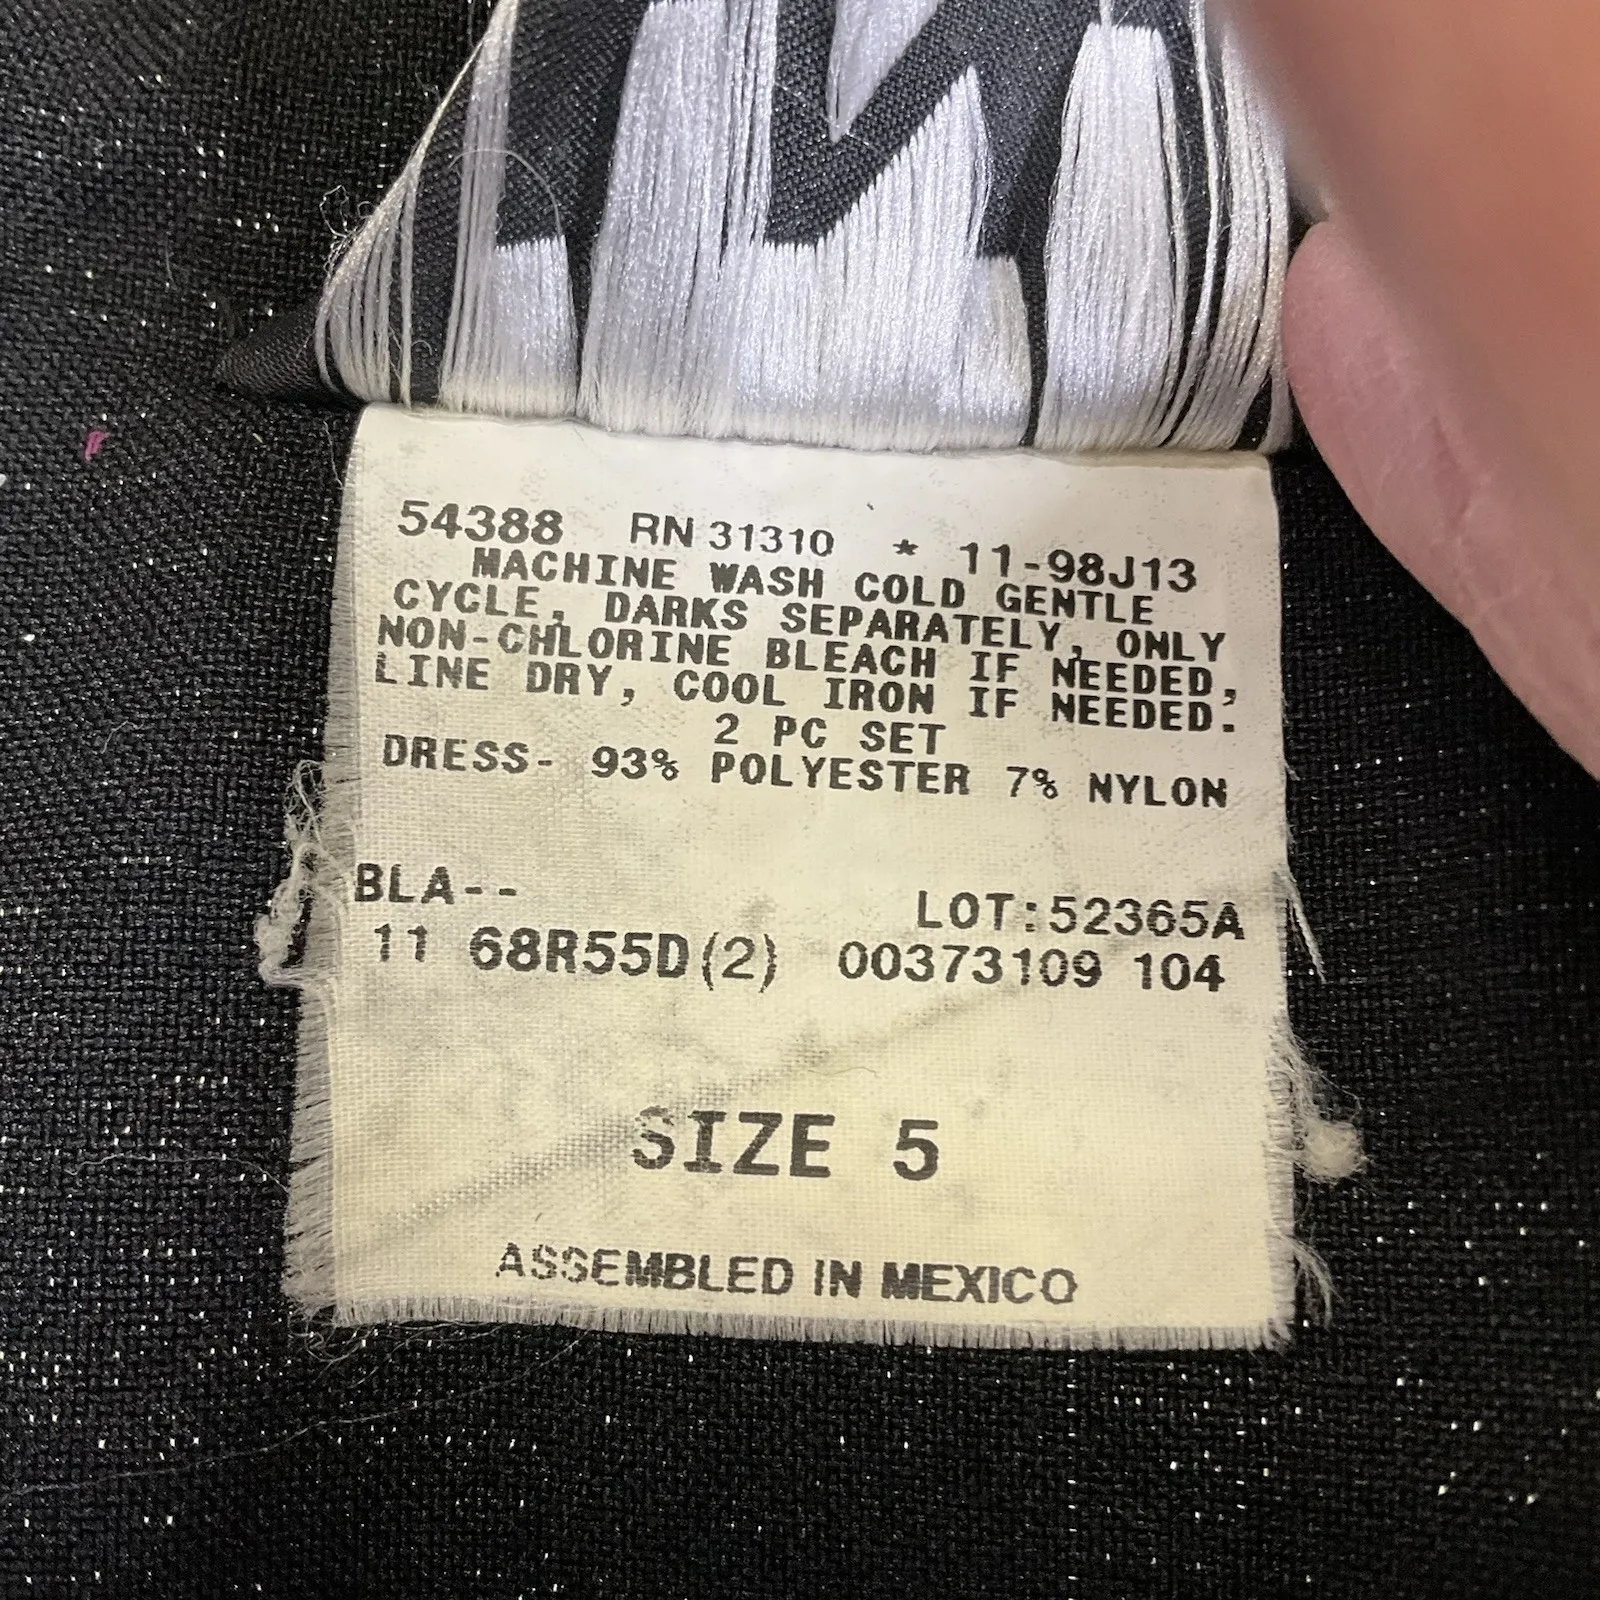 54388 RN 31310 * 11-98J13
MACHINE WASH COLD GENTLE
CYCLE, DARKS SEPARATELY, ONLY
NON-CHLORINE BLEACH IF NEEDED,
LINE DRY, COOL IRON IF NEEDED.
2 PC SET
DRESS- 93% POLYESTER 7% NYLON
BLA--
LOT:52365A
11 68R55D(2) 00373109 104
SIZE 5
ASSEMBLED IN MEXICO